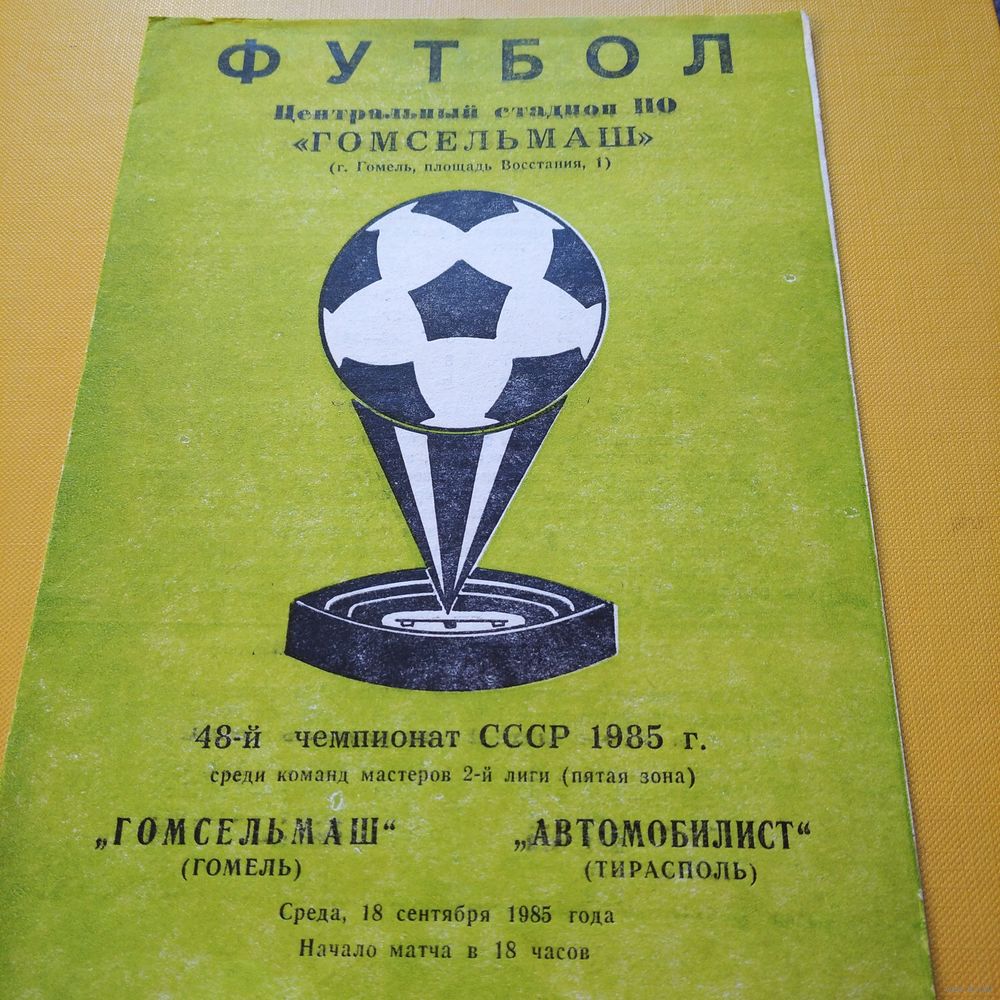 ФУТБОЛ
Центральный стадион ПО
«ГОМСЕЛЬМАШ»
(г. Гомель, площадь Восстания, 1)
48-й чемпионат СССР 1985 г.
среди команд мастеров 2-й лиги (пятая зона)
„ГОМСЕЛЬМАШ“ „АВТОМОБИЛИСТ“
(ГОМЕЛЬ) (ТИРАСПОЛЬ)
Среда, 18 сентября 1985 года
Начало матча в 18 часов